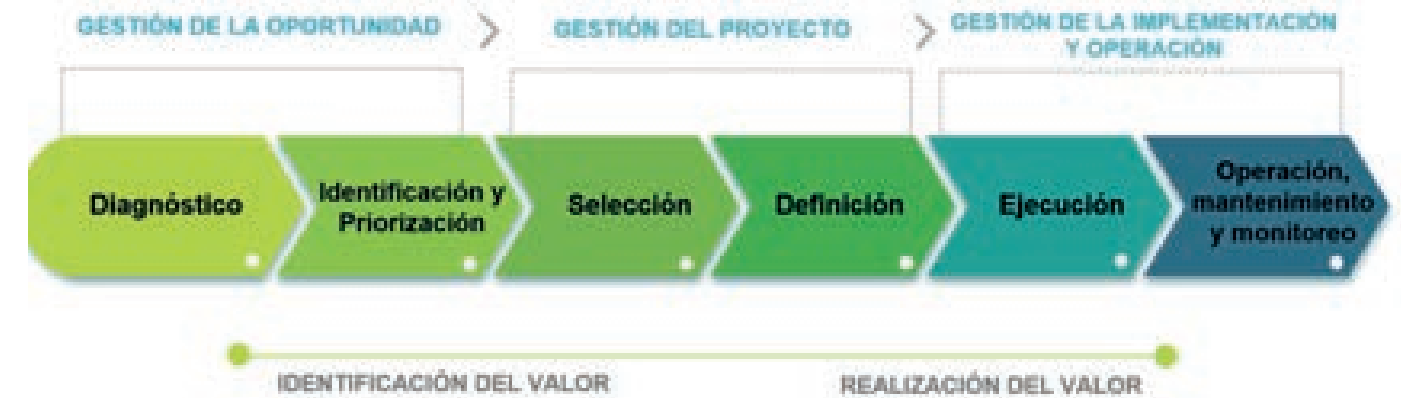 GESTIÓN DE LA OPORTUNIDAD
GESTIÓN DEL PROYECTO
GESTIÓN DE LA IMPLEMENTACIÓN
Y OPERACIÓN
Diagnóstico
Identificación y
Priorización
Selección
Definición
Ejecución
Operación,
mantenimiento
y monitoreo
IDENTIFICACIÓN DEL VALOR
REALIZACIÓN DEL VALOR